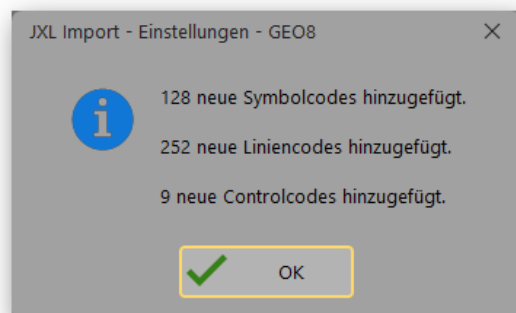 JXL Import - Einstellungen - GEO8
128 neue Symbolcodes hinzugefügt.
252 neue Liniencodes hinzugefügt.
9 neue Controlcodes hinzugefügt.
OK